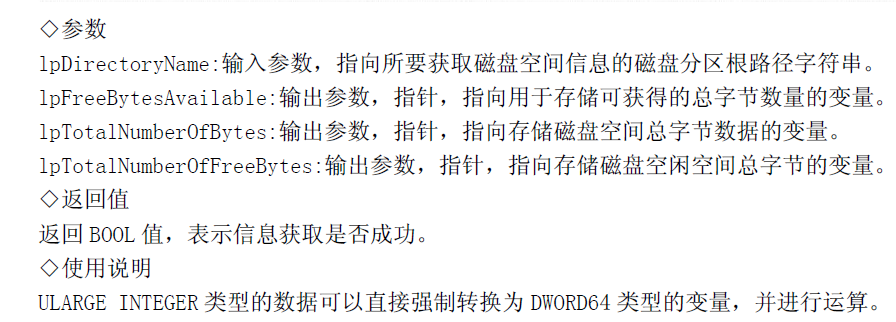 ◇参数
lpDirectoryName:输入参数，指向所要获取磁盘空间信息的磁盘分区根路径字符串。
lpFreeBytesAvailable:输出参数，指针，指向用于存储可获得的总字节数量的变量。
lpTotalNumberOfBytes:输出参数，指针，指向存储磁盘空间总字节数据的变量。
lpTotalNumberOfFreeBytes:输出参数，指针，指向存储磁盘空闲空间总字节的变量。
◇返回值
返回 BOOL 值，表示信息获取是否成功。
◇使用说明
ULARGE INTEGER 类型的数据可以直接强制转换为 DWORD64 类型的变量，并进行运算。